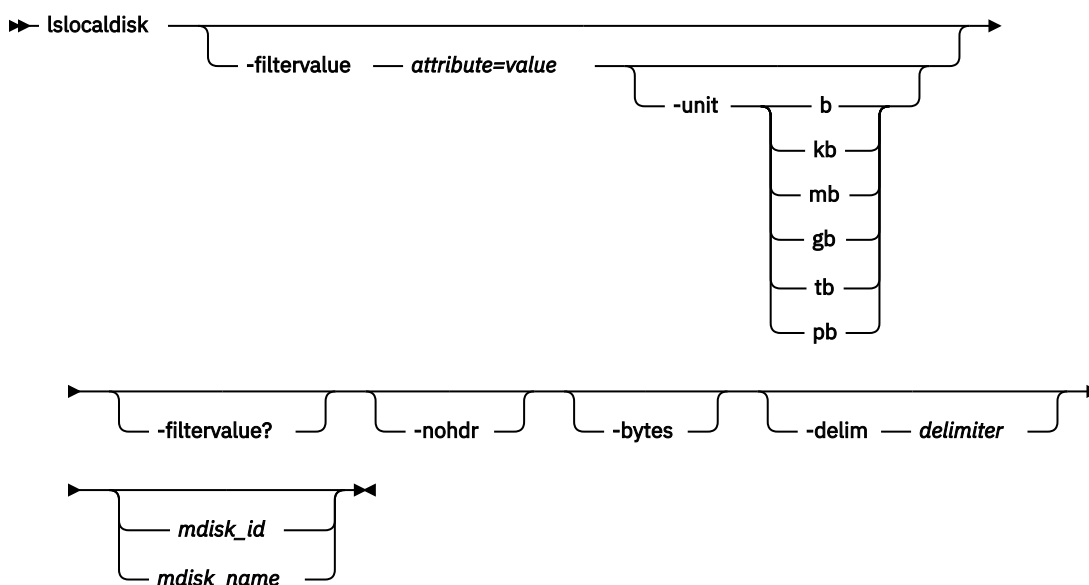 lslocaldisk
-filtervalue attribute=value
-unit b
kb
mb
gb
tb
pb
-filtervalue? -nohdr -bytes -delim delimiter
mdisk_id
mdisk_name